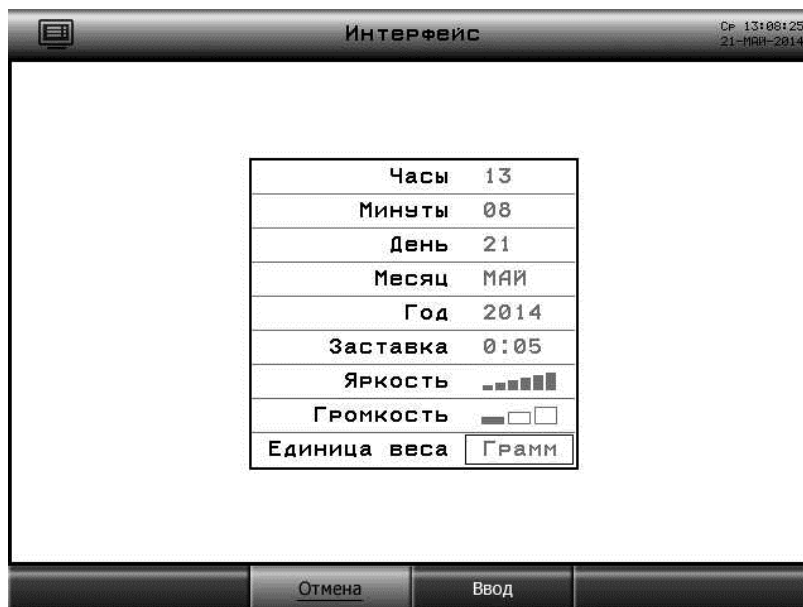 Интерфейс
Ср 13:08:25
21-МАЙ-2014
Часы 13
Минуты 08
День 21
Месяц МАЙ
Год 2014
Заставка 0:05
Яркость
Громкость
Единица веса Грамм
Отмена Ввод